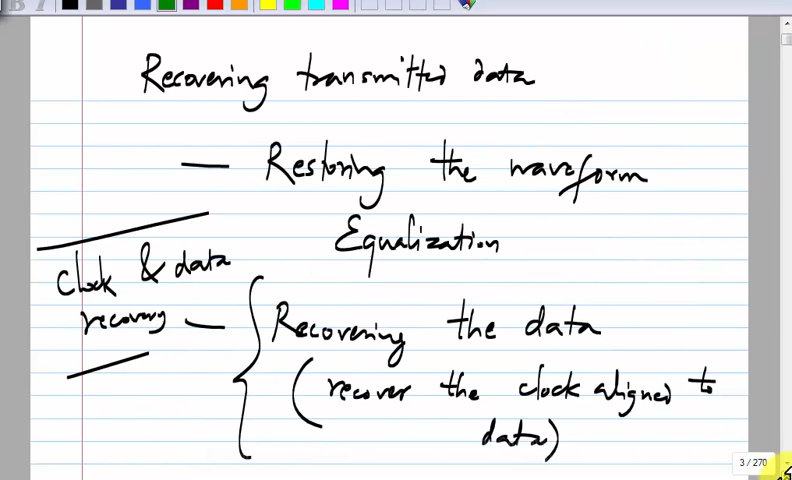 Recovering transmitted data
— Restoring the waveform
Equalization
Clock & data
recovery
— Recovering the data
(recover the clock aligned to
data)
3 / 270